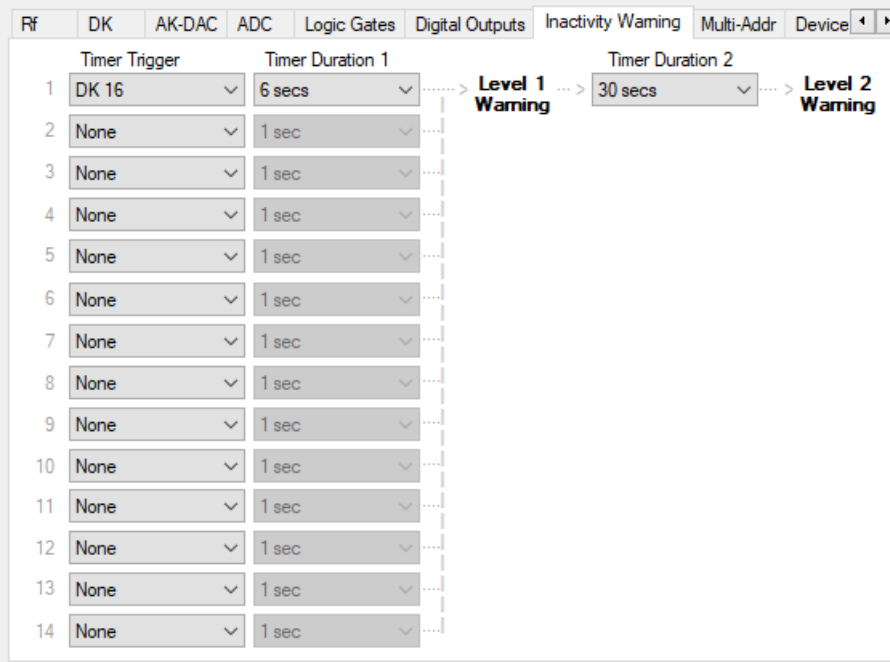 Rf DK AK-DAC ADC Logic Gates Digital Outputs Inactivity Warning Multi-Addr Device
Timer Trigger Timer Duration 1 Timer Duration 2
1 DK 16 6 secs > Level 1 Warning > 30 secs > Level 2 Warning
2 None 1 sec
3 None 1 sec
4 None 1 sec
5 None 1 sec
6 None 1 sec
7 None 1 sec
8 None 1 sec
9 None 1 sec
10 None 1 sec
11 None 1 sec
12 None 1 sec
13 None 1 sec
14 None 1 sec